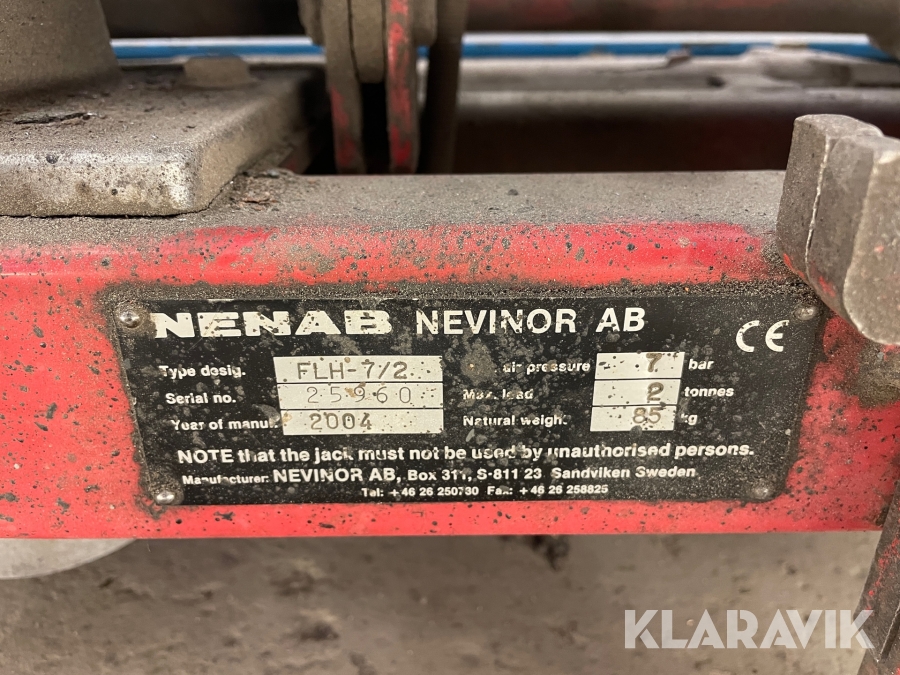 NENAB NEVINOR AB CE
Type desig. FLH-7/2 air pressure 7 bar
Serial no. 25960 Max. load 2 tonnes
Year of manuf. 2004 Natural weight 85 kg
NOTE that the jack must not be used by unauthorised persons.
Manufacturer: NEVINOR AB, Box 311, S-811 23 Sandviken Sweden
Tel: +46 26 250730 Fax: +46 26 258825
KLARAVIK